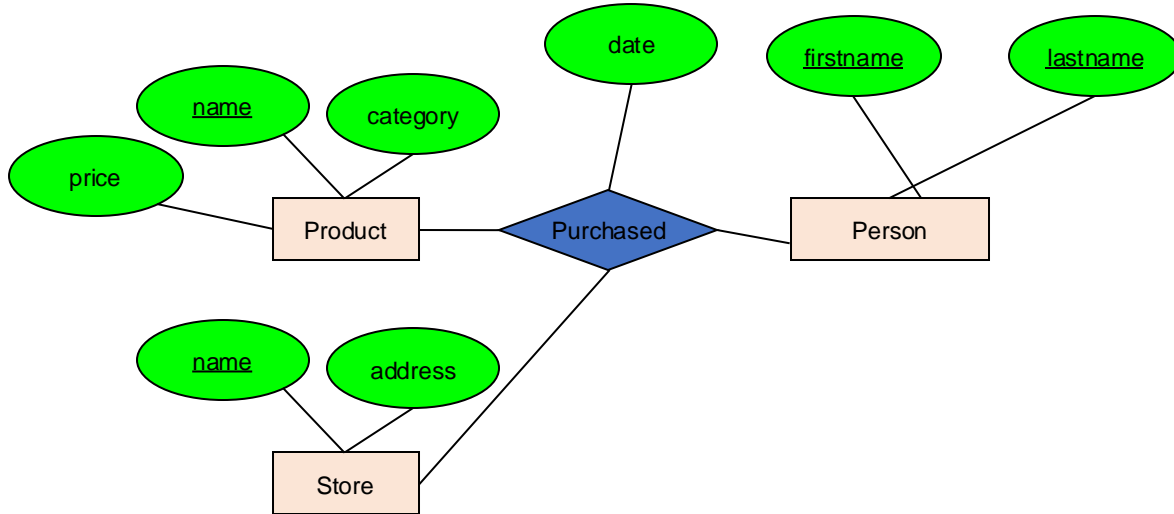 date
firstname
lastname
name
category
price
Product
Purchased
Person
name
address
Store